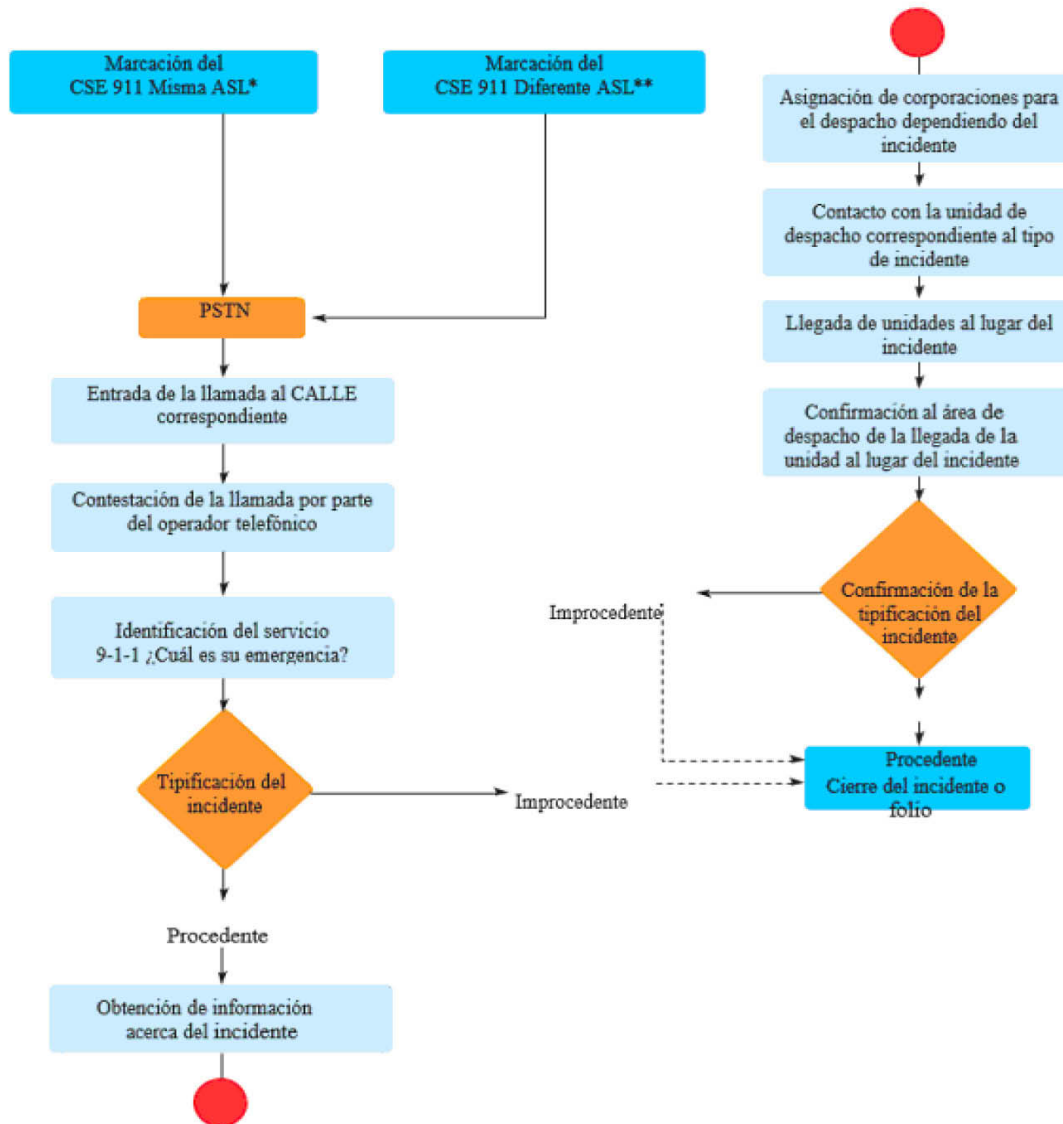 Marcación del
CSE 911 Misma ASL*
Marcación del
CSE 911 Diferente ASL**
PSTN
Entrada de la llamada al CALLE
correspondiente
Contestación de la llamada por parte
del operador telefónico
Identificación del servicio
9-1-1 ¿Cuál es su emergencia?
Tipificación del
incidente
Improcedente
Procedente
Obtención de información
acerca del incidente
Asignación de corporaciones para
el despacho dependiendo del
incidente
Contacto con la unidad de
despacho correspondiente al tipo
de incidente
Llegada de unidades al lugar del
incidente
Confirmación al área de
despacho de la llegada de la
unidad al lugar del incidente
Confirmación de la
tipificación del
incidente
Improcedente
Procedente
Cierre del incidente o
folio